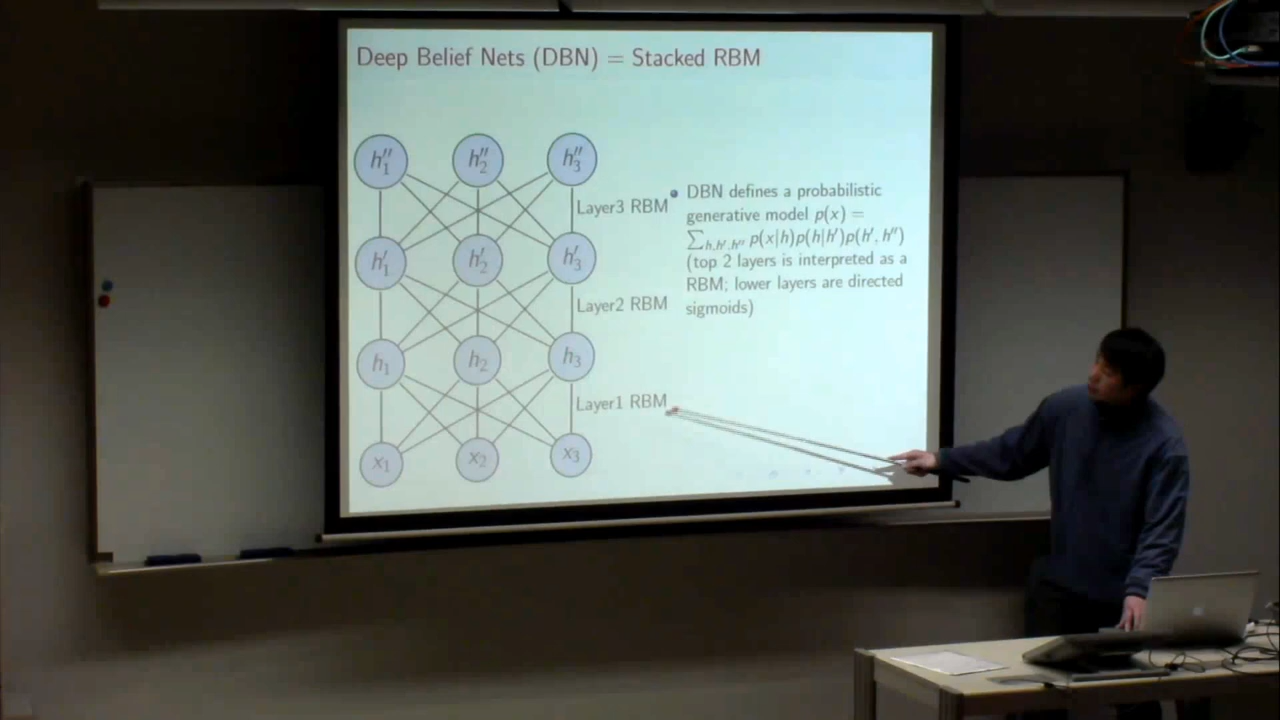 Deep Belief Nets (DBN) = Stacked RBM
h″₁ h″₂ h″₃
Layer3 RBM
h′₁ h′₂ h′₃
Layer2 RBM
h₁ h₂ h₃
Layer1 RBM
x₁ x₂ x₃
• DBN defines a probabilistic
generative model p(x) =
∑h,h′,h″ p(x|h)p(h|h′)p(h′, h″)
(top 2 layers is interpreted as a
RBM; lower layers are directed
sigmoids)